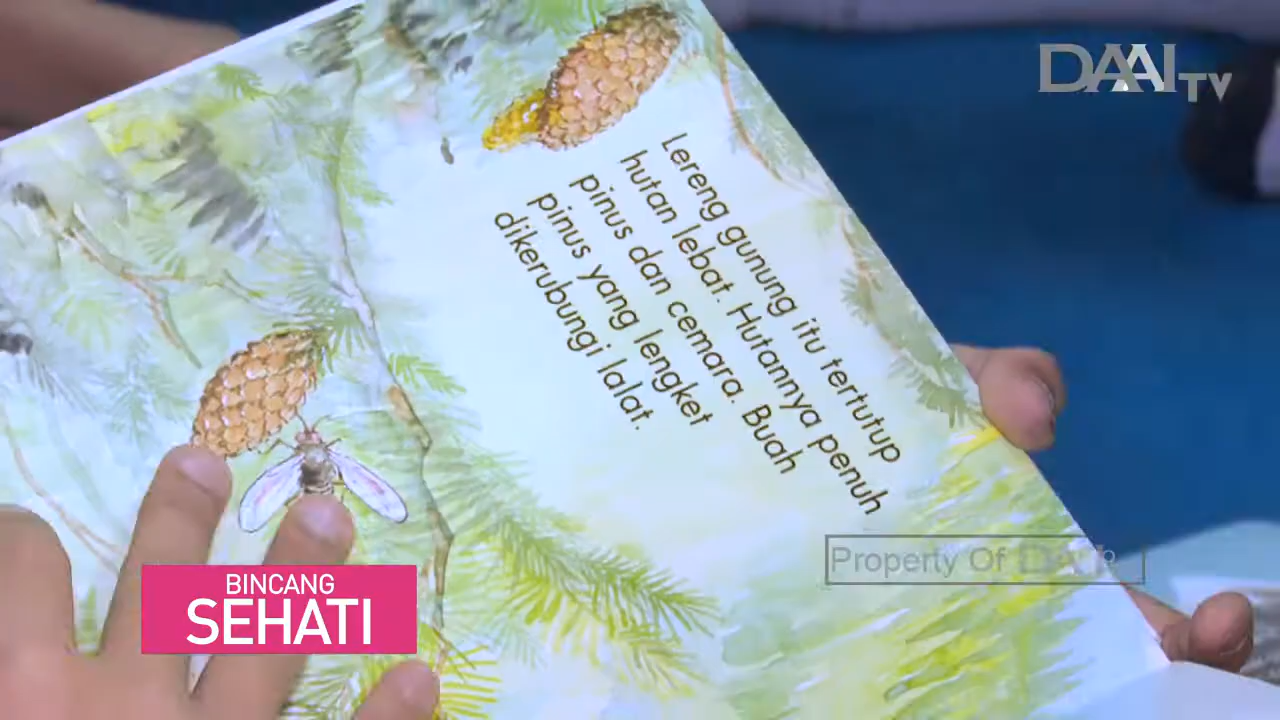 DAAI TV
Lereng gunung itu tertutup
hutan lebat. Hutannya penuh
pinus dan cemara. Buah
pinus yang lengket
dikerubungi lalat.
Property Of
BINCANG
SEHATI